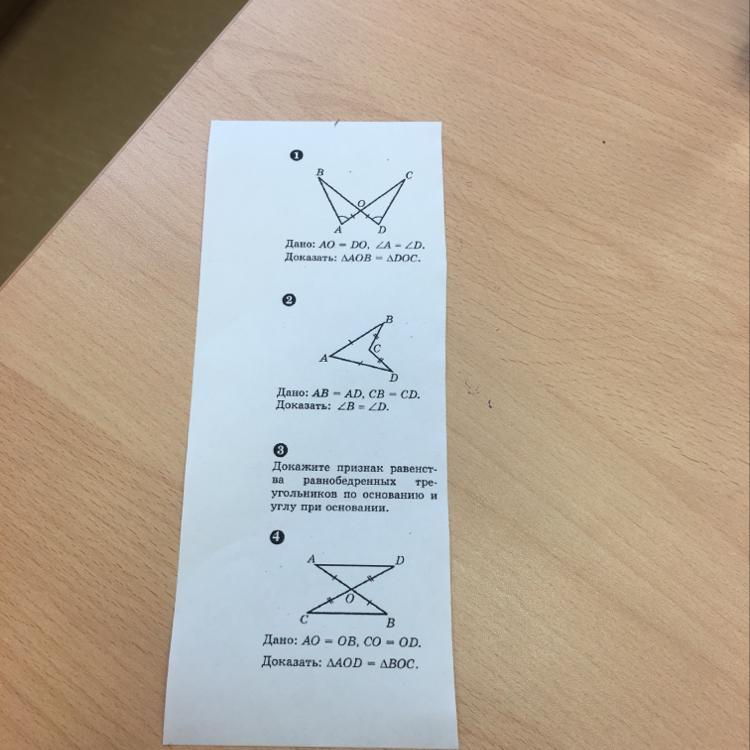 1
B C
O
A D
Дано: AO = DO, ∠A = ∠D.
Доказать: ΔAOB = ΔDOC.
2
B
C
A
D
Дано: AB = AD, CB = CD.
Доказать: ∠B = ∠D.
3
Докажите признак равенст-
ва равнобедренных тре-
угольников по основанию и
углу при основании.
4
A D
O
C B
Дано: AO = OB, CO = OD.
Доказать: ΔAOD = ΔBOC.